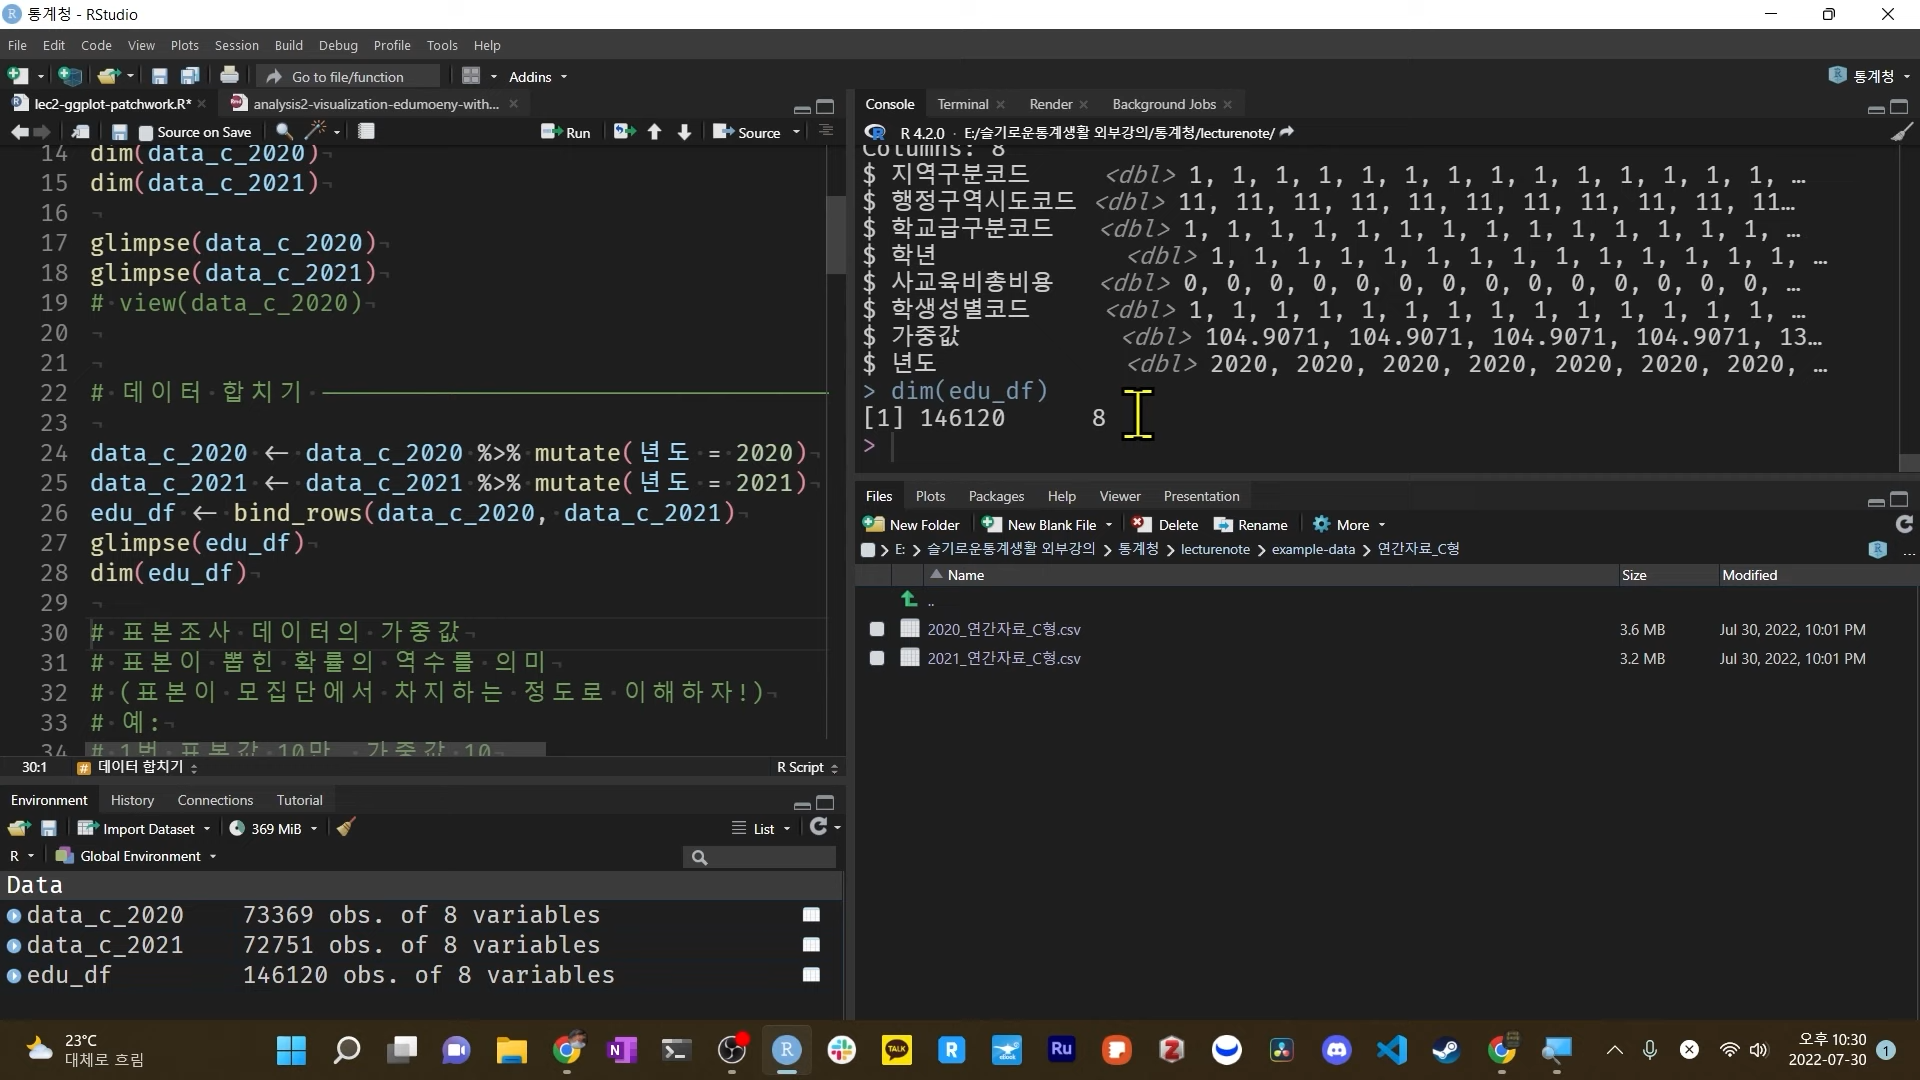 통계청 - RStudio
File Edit Code View Plots Session Build Debug Profile Tools Help
Go to file/function Addins 통계청
lec2-ggplot-patchwork.R* analysis2-visualization-edumoeny-with...
Source on Save Run Source
14 dim(data_c_2020)
15 dim(data_c_2021)
16
17 glimpse(data_c_2020)
18 glimpse(data_c_2021)
19 # view(data_c_2020)
20
21
22 # 데이터 합치기
23
24 data_c_2020 <- data_c_2020 %>% mutate(년도 = 2020)
25 data_c_2021 <- data_c_2021 %>% mutate(년도 = 2021)
26 edu_df <- bind_rows(data_c_2020, data_c_2021)
27 glimpse(edu_df)
28 dim(edu_df)
29
30 # 표본조사 데이터의 가중값
31 # 표본이 뽑힌 확률의 역수를 의미
32 # (표본이 모집단에서 차지하는 정도로 이해하자!)
33 # 예:
34 # 1번 표본값 10만, 가중값 10
30:1 데이터 합치기 R Script
Environment History Connections Tutorial
Import Dataset 369 MiB List
R Global Environment
Data
data_c_2020 73369 obs. of 8 variables
data_c_2021 72751 obs. of 8 variables
edu_df 146120 obs. of 8 variables
Console Terminal Render Background Jobs
R 4.2.0 · E:/슬기로운통계생활 외부강의/통계청/lecturenote/
Columns: 8
$ 지역구분코드 <dbl> 1, 1, 1, 1, 1, 1, 1, 1, 1, 1, 1, 1, 1, 1, …
$ 행정구역시도코드 <dbl> 11, 11, 11, 11, 11, 11, 11, 11, 11, 11, 11…
$ 학교급구분코드 <dbl> 1, 1, 1, 1, 1, 1, 1, 1, 1, 1, 1, 1, 1, 1, …
$ 학년 <dbl> 1, 1, 1, 1, 1, 1, 1, 1, 1, 1, 1, 1, 1, 1, …
$ 사교육비총비용 <dbl> 0, 0, 0, 0, 0, 0, 0, 0, 0, 0, 0, 0, 0, 0, …
$ 학생성별코드 <dbl> 1, 1, 1, 1, 1, 1, 1, 1, 1, 1, 1, 1, 1, 1, …
$ 가중값 <dbl> 104.9071, 104.9071, 104.9071, 104.9071, 13…
$ 년도 <dbl> 2020, 2020, 2020, 2020, 2020, 2020, 2020, …
> dim(edu_df)
[1] 146120 8
>
Files Plots Packages Help Viewer Presentation
New Folder New Blank File Delete Rename More
E: 슬기로운통계생활 외부강의 통계청 lecturenote example-data 연간자료_C형
Name Size Modified
..
2020_연간자료_C형.csv 3.6 MB Jul 30, 2022, 10:01 PM
2021_연간자료_C형.csv 3.2 MB Jul 30, 2022, 10:01 PM
23°C
대체로 흐림
오후 10:30
2022-07-30
1